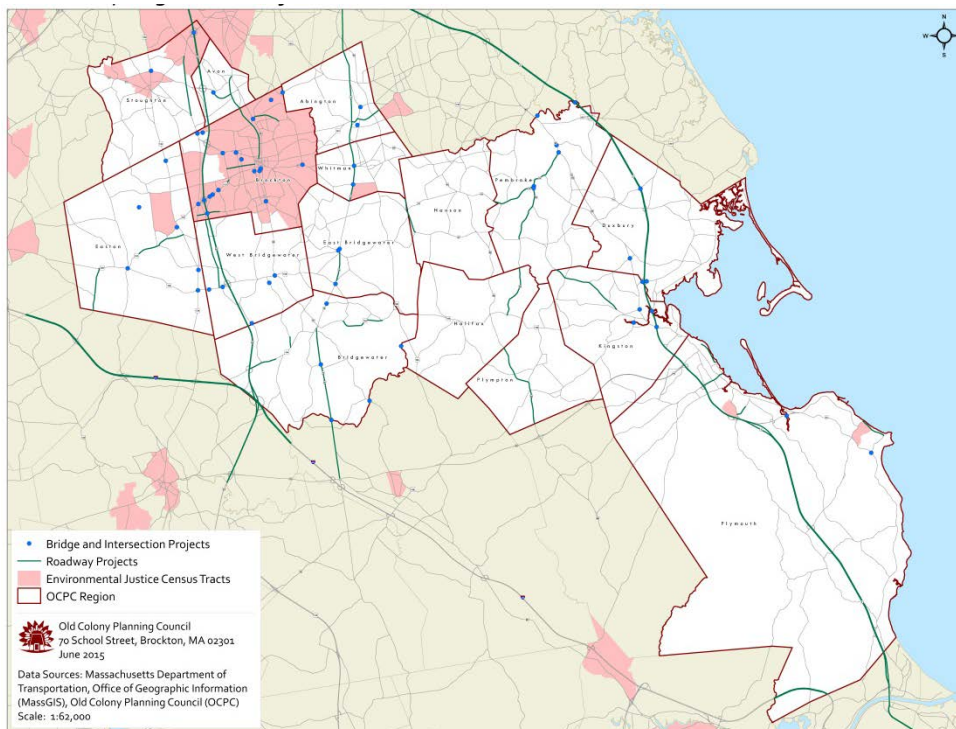 N
W
E
S
Avon
Stoughton
Abington
Brockton
Whitman
Pembroke
Hanson
Duxbury
Easton
West Bridgewater
East Bridgewater
Halifax
Kingston
Bridgewater
Plympton
Plymouth
Bridge and Intersection Projects
Roadway Projects
Environmental Justice Census Tracts
OCPC Region
Old Colony Planning Council
70 School Street, Brockton, MA 02301
June 2015
Data Sources: Massachusetts Department of
Transportation, Office of Geographic Information
(MassGIS), Old Colony Planning Council (OCPC)
Scale: 1:62,000